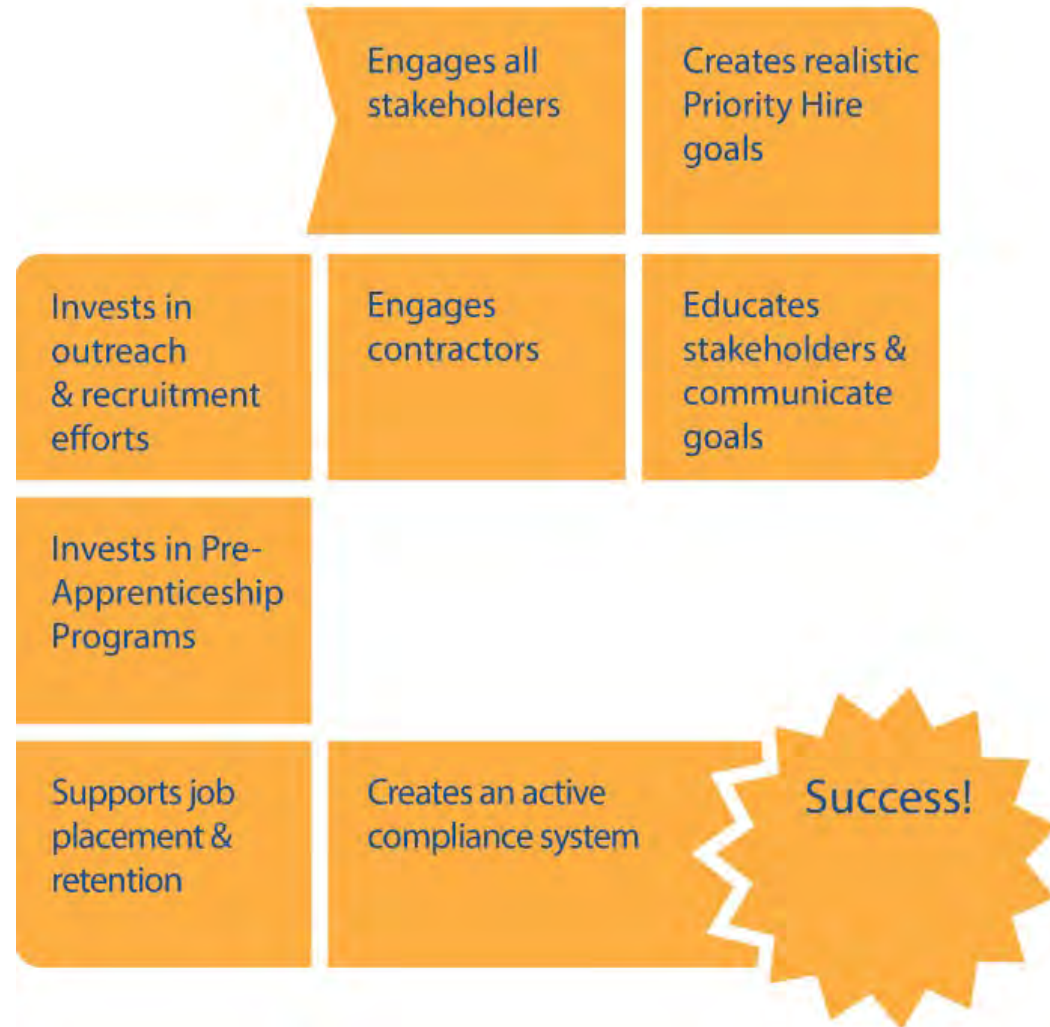 Engages all
stakeholders
Creates realistic
Priority Hire
goals
Invests in
outreach
& recruitment
efforts
Engages
contractors
Educates
stakeholders &
communicate
goals
Invests in Pre-
Apprenticeship
Programs
Supports job
placement &
retention
Creates an active
compliance system
Success!